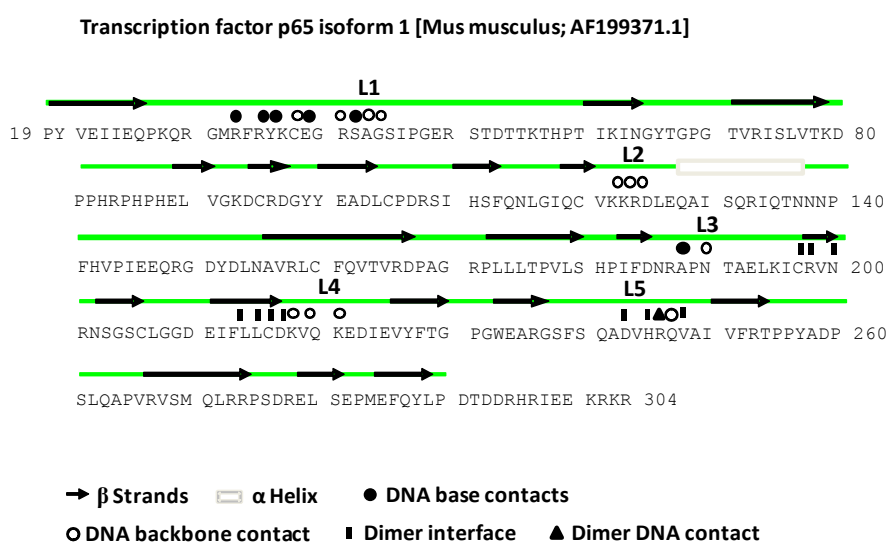 Transcription factor p65 isoform 1 [Mus musculus; AF199371.1]
L1
19 PY VEIIEQPKQR GMRFRYKCEG RSAGSIPGER STDTTKTHPT IKINGYTGPG TVRISLVTKD 80
L2
PPHRPHPHEL VGKDCRDGYY EADLCPDRSI HSFQNLGIQC VKKRDLEQAI SQRIQTNNNP 140
L3
FHVPIEEQRG DYDLNAVRLC FQVTVRDPAG RPLLLTPVLS HPIFDNRAPN TAELKICRVN 200
L4 L5
RNSGSCLGGD EIFLLCDKVQ KEDIEVYFTG PGWEARGSFS QADVHRQVAI VFRTPPYADP 260
SLQAPVRVSM QLRRPSDREL SEPMEFQYLP DTDDRHRIEE KRKR 304
β Strands α Helix DNA base contacts
DNA backbone contact Dimer interface Dimer DNA contact